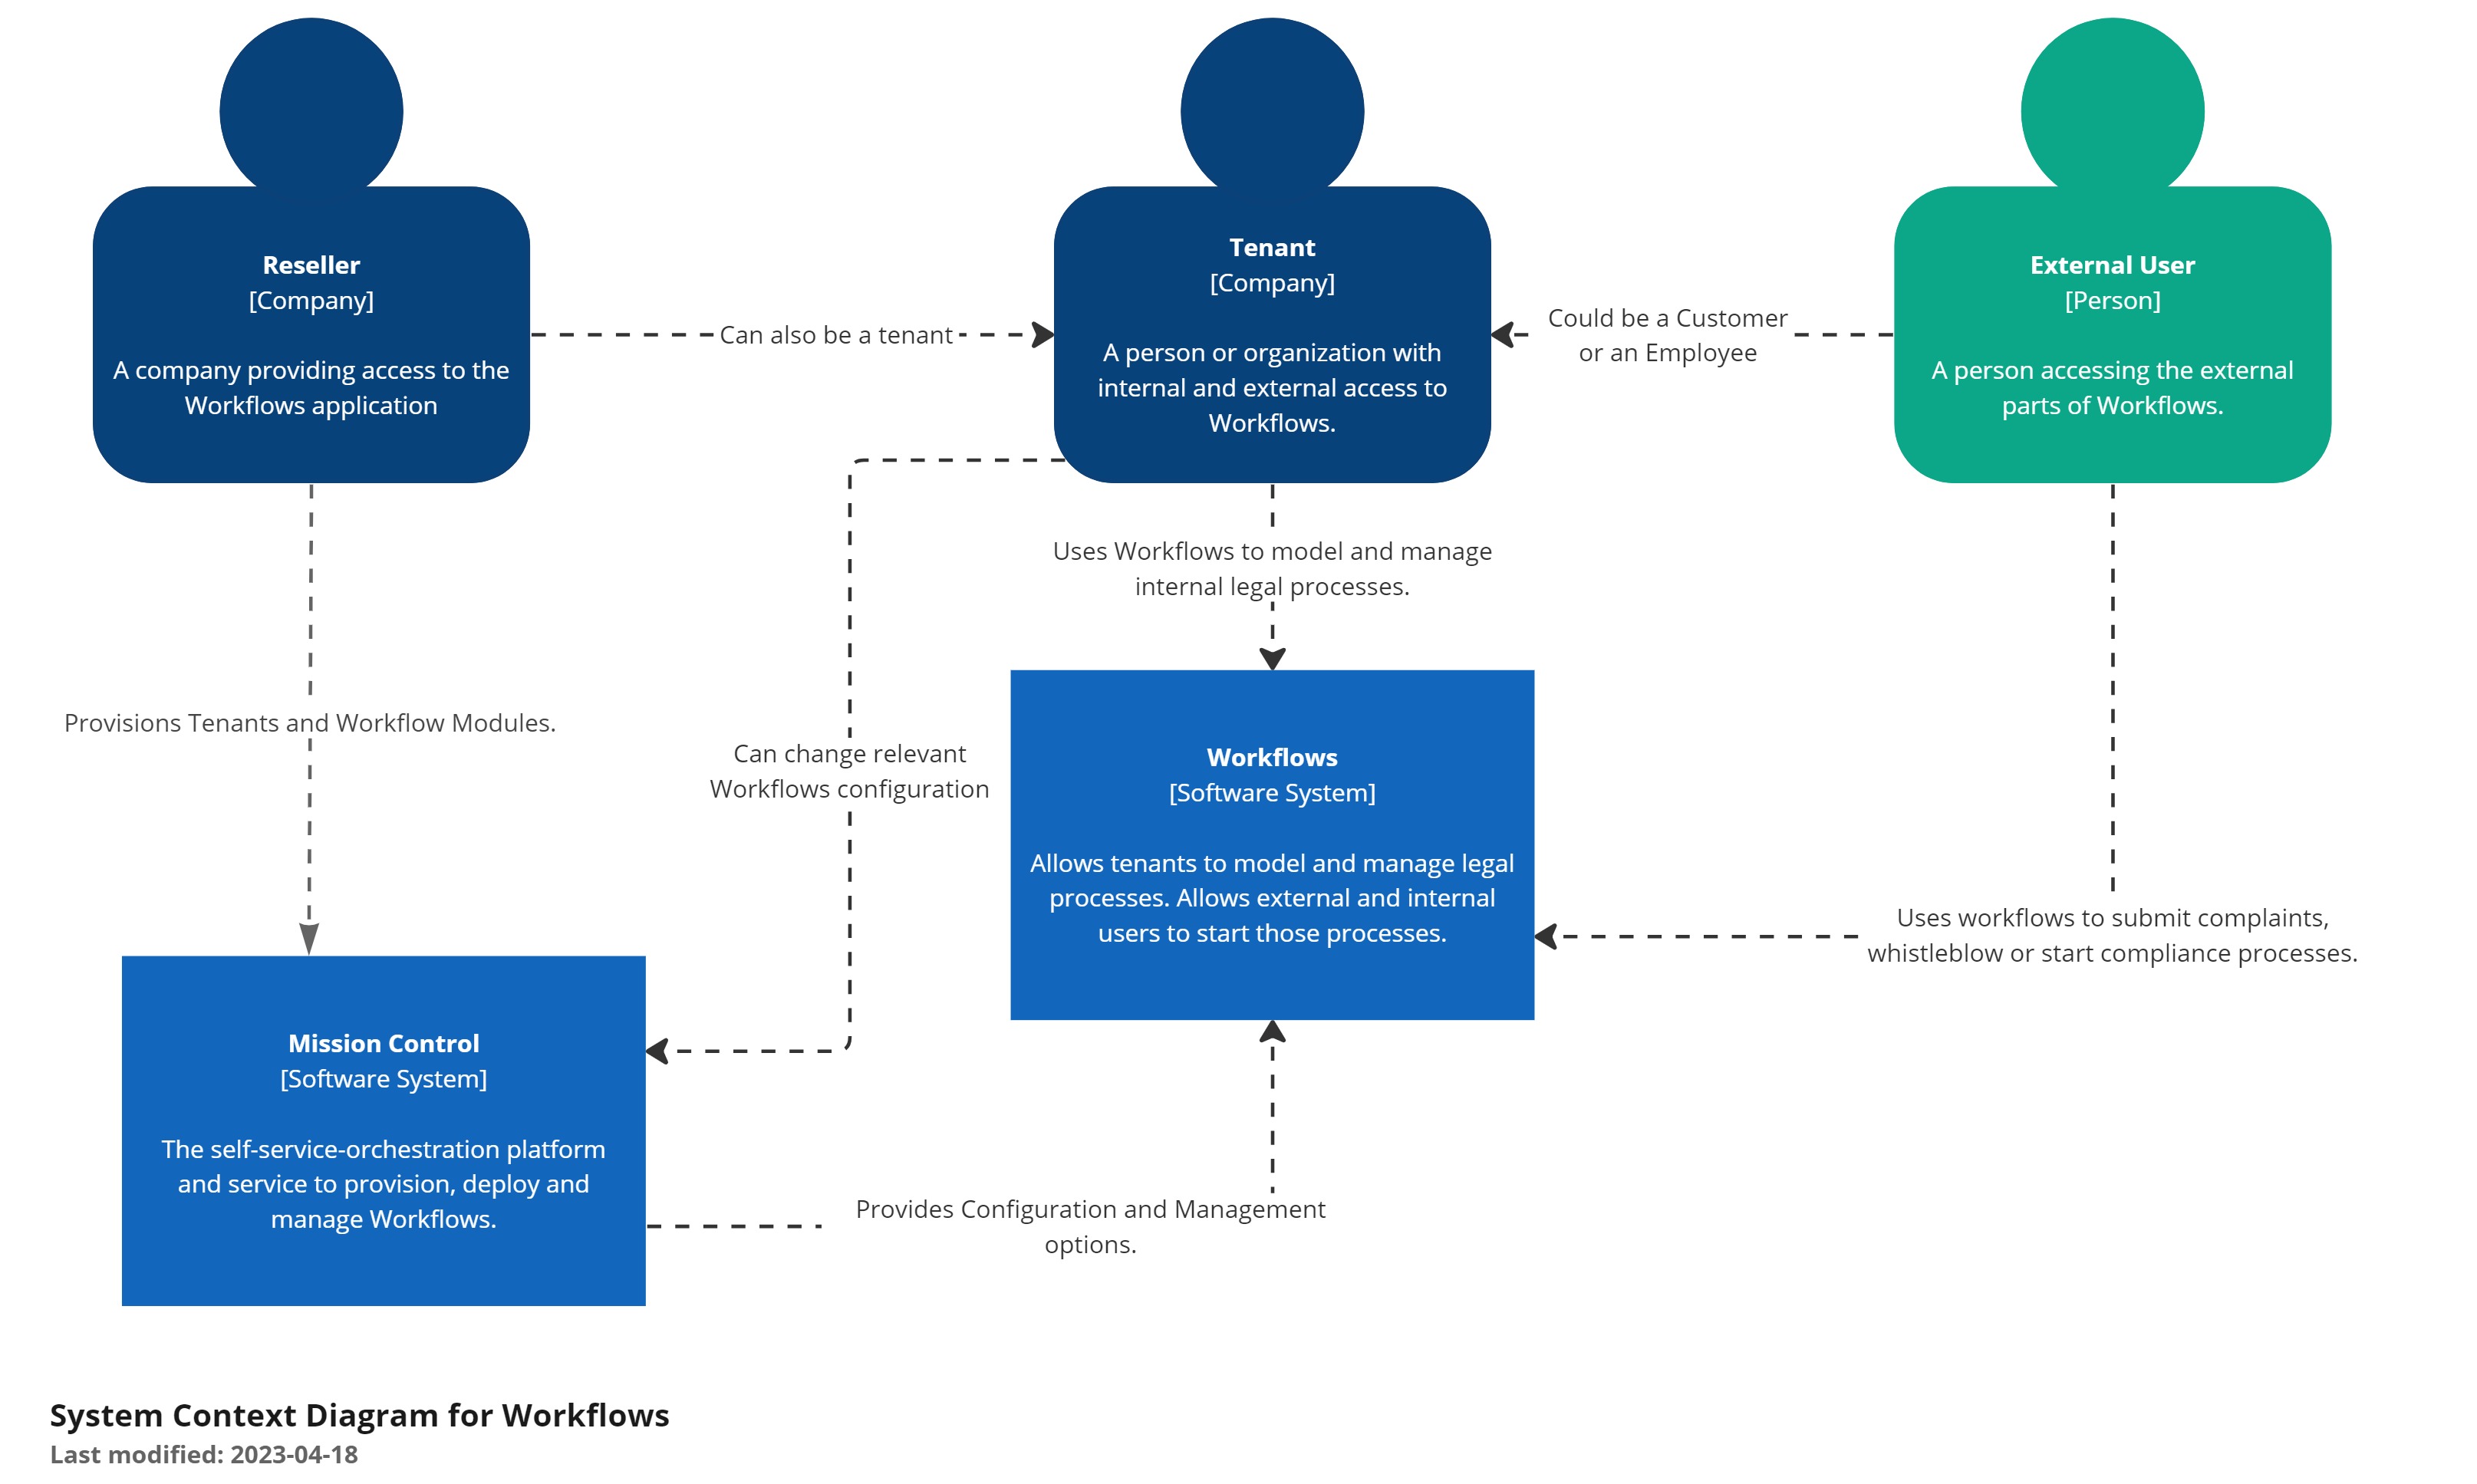 Reseller
[Company]
A company providing access to the
Workflows application
Can also be a tenant
Tenant
[Company]
A person or organization with
internal and external access to
Workflows.
Could be a Customer
or an Employee
External User
[Person]
A person accessing the external
parts of Workflows.
Uses Workflows to model and manage
internal legal processes.
Provisions Tenants and Workflow Modules.
Can change relevant
Workflows configuration
Workflows
[Software System]
Allows tenants to model and manage legal
processes. Allows external and internal
users to start those processes.
Uses workflows to submit complaints,
whistleblow or start compliance processes.
Mission Control
[Software System]
The self-service-orchestration platform
and service to provision, deploy and
manage Workflows.
Provides Configuration and Management
options.
System Context Diagram for Workflows
Last modified: 2023-04-18